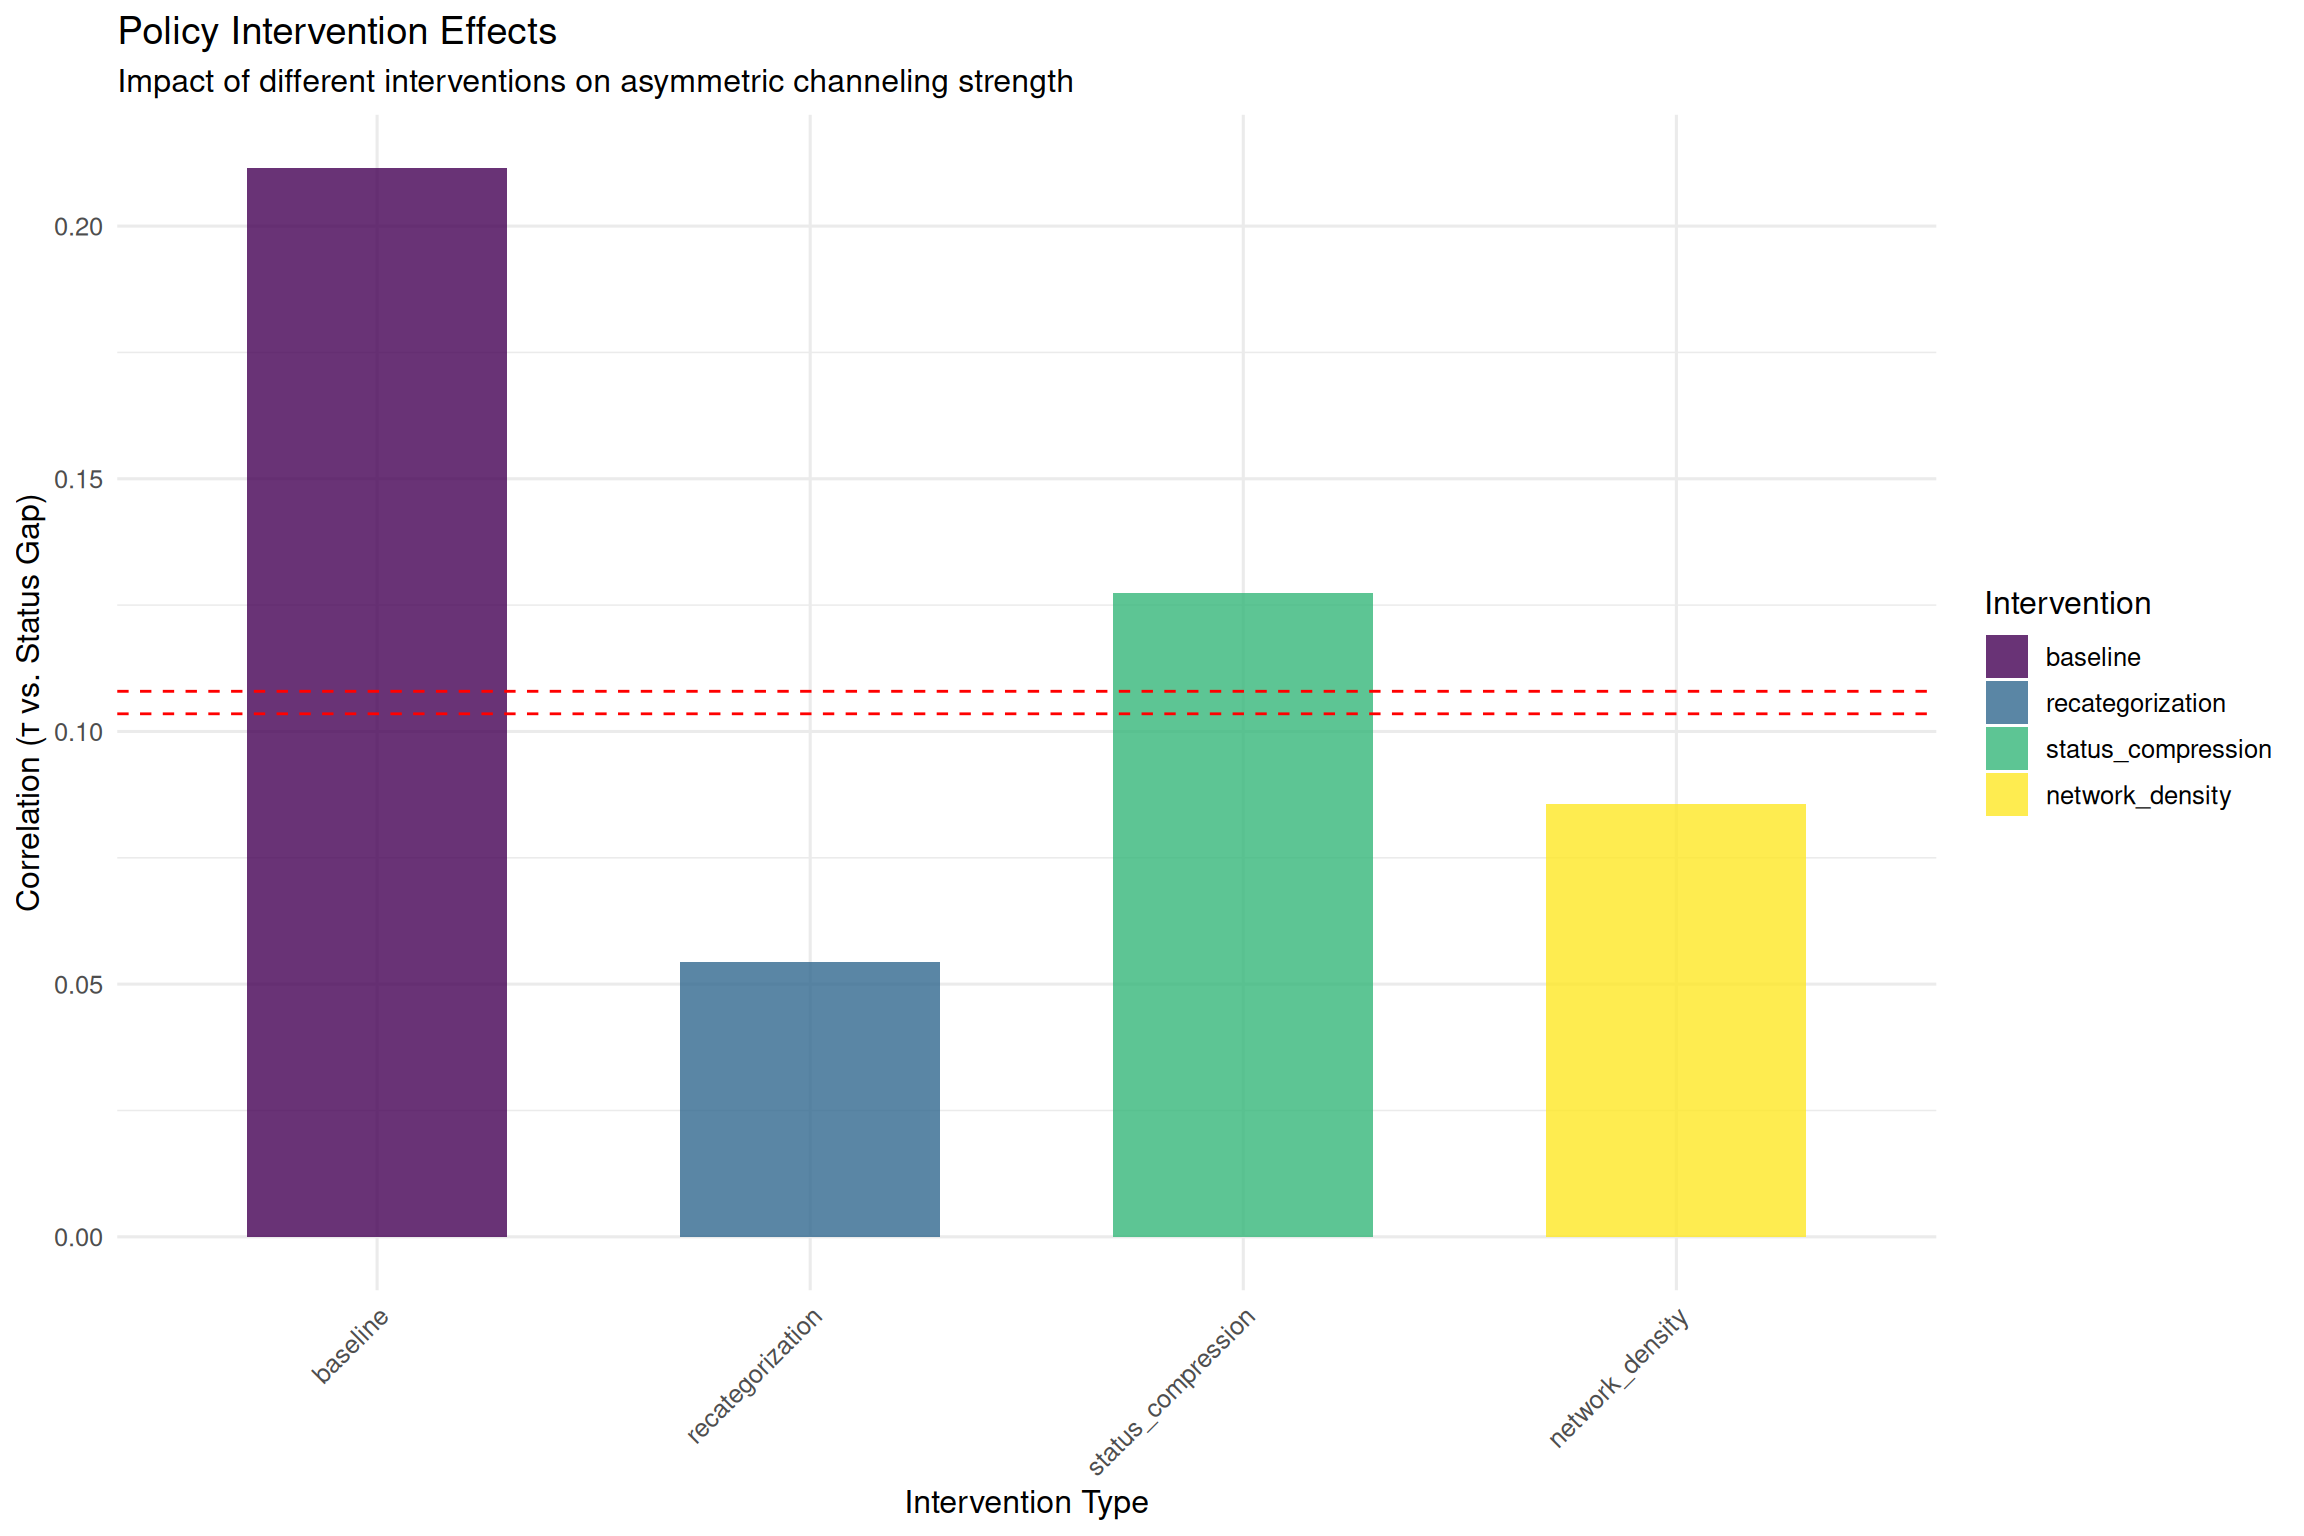 Policy Intervention Effects
Impact of different interventions on asymmetric channeling strength
Correlation (τ vs. Status Gap)
0.20
0.15
0.10
0.05
0.00
baseline
recategorization
status_compression
network_density
Intervention Type
Intervention
baseline
recategorization
status_compression
network_density